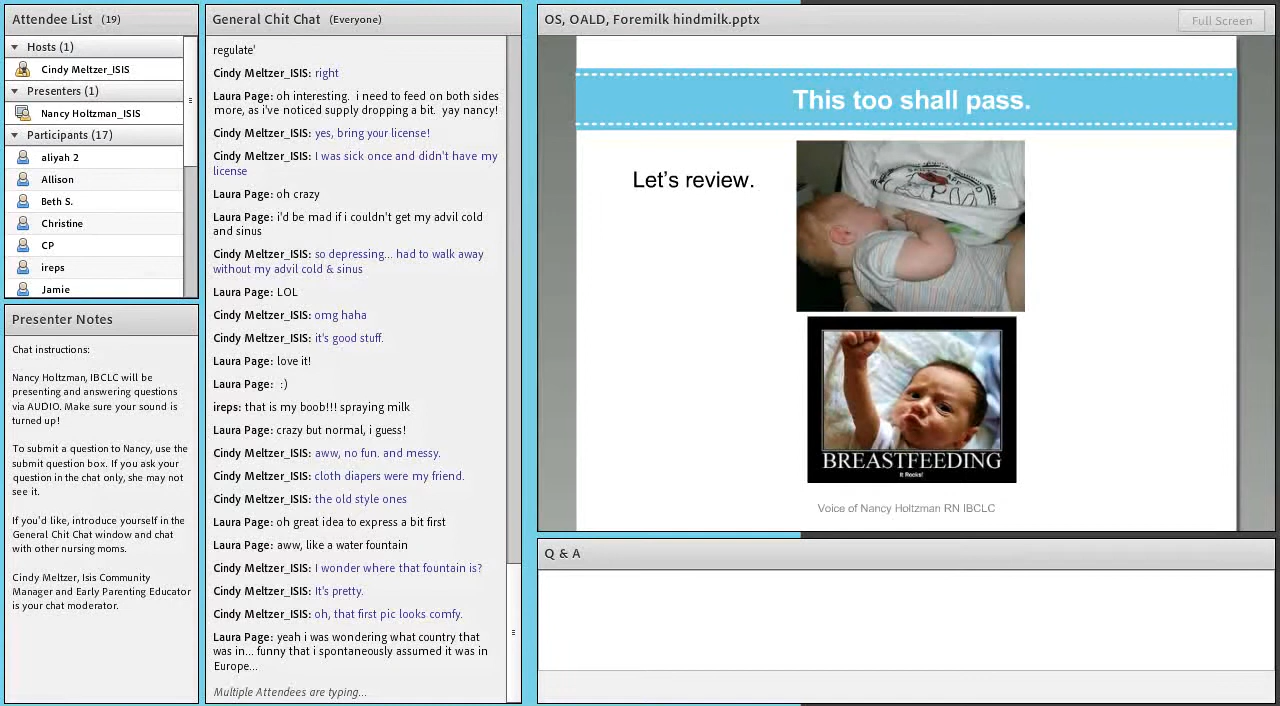 Attendee List (19)
Hosts (1)
Cindy Meltzer_ISIS
Presenters (1)
Nancy Holtzman_ISIS
Participants (17)
aliyah 2
Allison
Beth S.
Christine
CP
ireps
Jamie
Presenter Notes
Chat instructions:
Nancy Holtzman, IBCLC will be
presenting and answering questions
via AUDIO. Make sure your sound is
turned up!
To submit a question to Nancy, use the
submit question box. If you ask your
question in the chat only, she may not
see it.
If you'd like, introduce yourself in the
General Chit Chat window and chat
with other nursing moms.
Cindy Meltzer, Isis Community
Manager and Early Parenting Educator
is your chat moderator.
General Chit Chat (Everyone)
regulate'
Cindy Meltzer_ISIS: right
Laura Page: oh interesting. i need to feed on both sides
more, as i've noticed supply dropping a bit. yay nancy!
Cindy Meltzer_ISIS: yes, bring your license!
Cindy Meltzer_ISIS: I was sick once and didn't have my
license
Laura Page: oh crazy
Laura Page: i'd be mad if i couldn't get my advil cold
and sinus
Cindy Meltzer_ISIS: so depressing... had to walk away
without my advil cold & sinus
Laura Page: LOL
Cindy Meltzer_ISIS: omg haha
Cindy Meltzer_ISIS: it's good stuff.
Laura Page: love it!
Laura Page: :)
ireps: that is my boob!!! spraying milk
Laura Page: crazy but normal, i guess!
Cindy Meltzer_ISIS: aww, no fun. and messy.
Cindy Meltzer_ISIS: cloth diapers were my friend.
Cindy Meltzer_ISIS: the old style ones
Laura Page: oh great idea to express a bit first
Laura Page: aww, like a water fountain
Cindy Meltzer_ISIS: I wonder where that fountain is?
Cindy Meltzer_ISIS: It's pretty.
Cindy Meltzer_ISIS: oh, that first pic looks comfy.
Laura Page: yeah i was wondering what country that
was in... funny that i spontaneously assumed it was in
Europe...
Multiple Attendees are typing...
OS, OALD, Foremilk hindmilk.pptx
Full Screen
This too shall pass.
Let's review.
BREASTFEEDING
It Rocks!
Voice of Nancy Holtzman RN IBCLC
Q & A